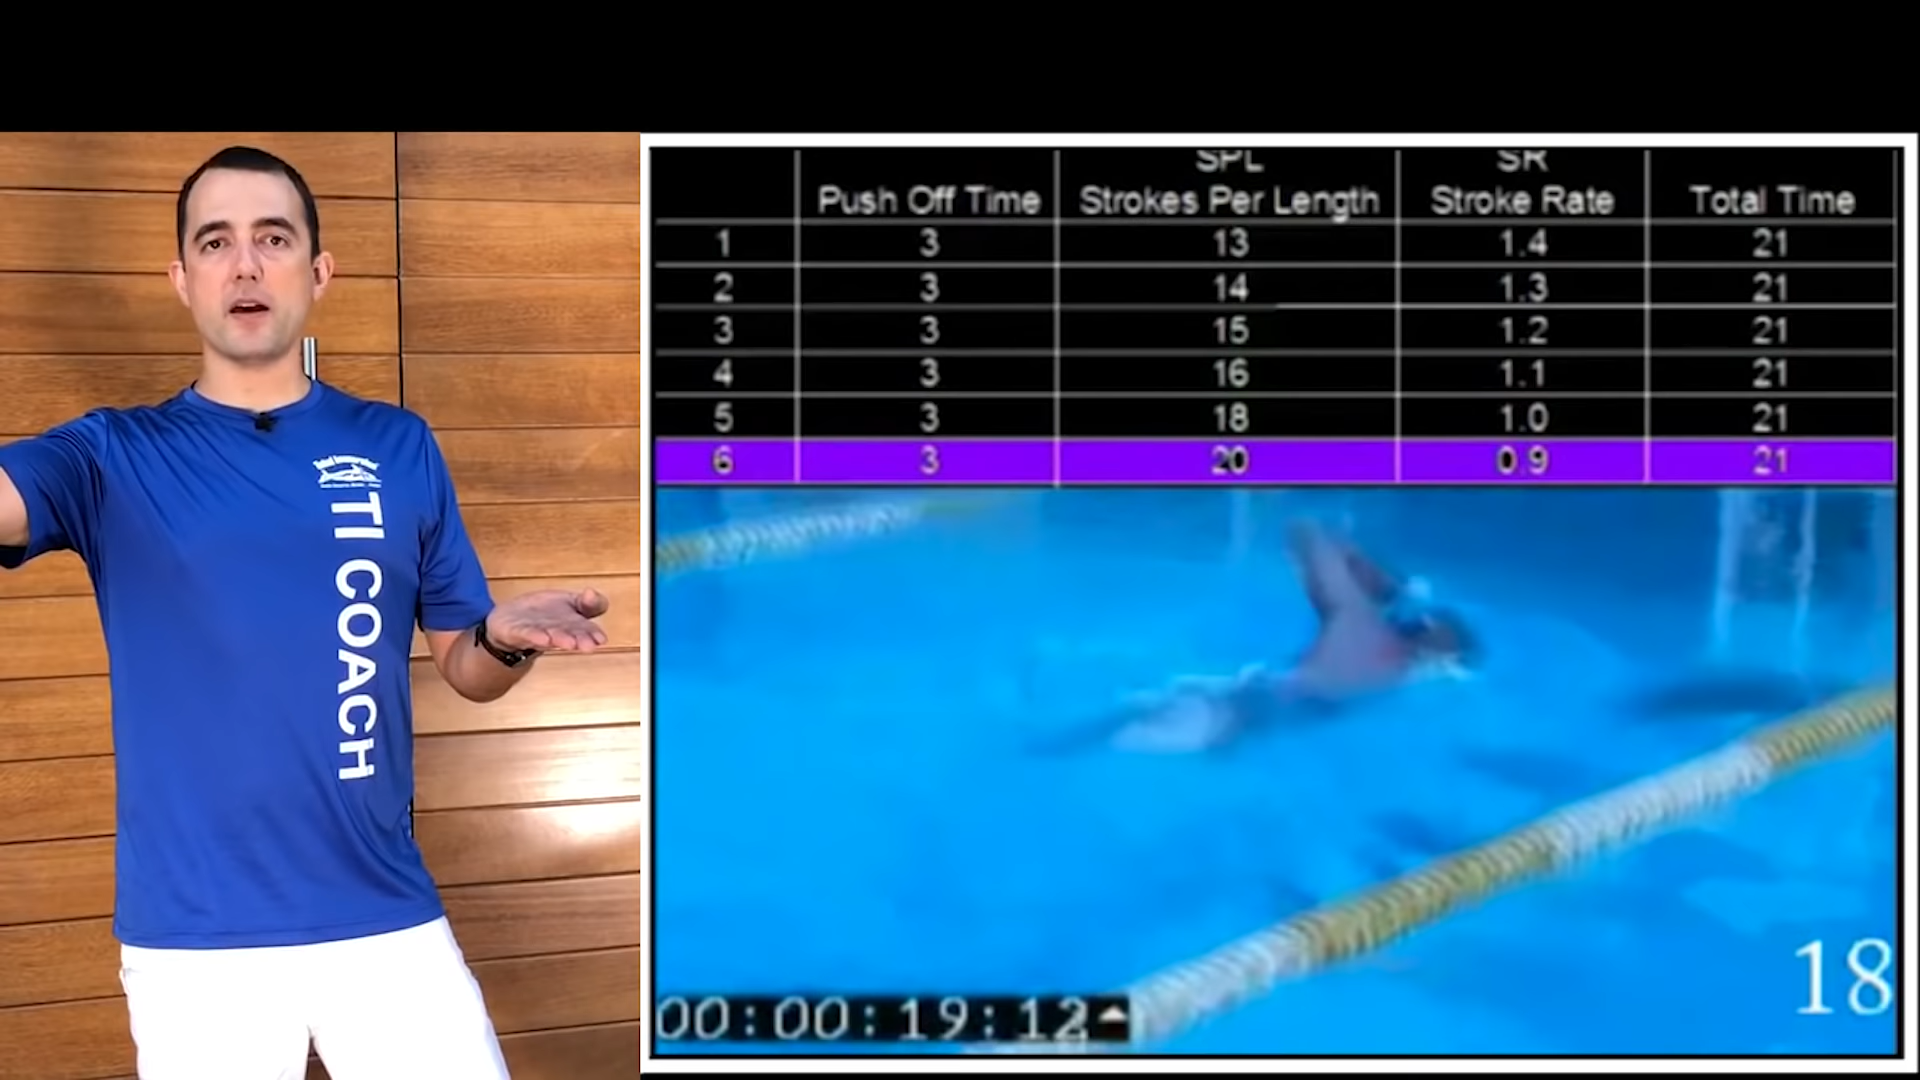 Total Immersion
TI COACH
SPL SR
Push Off Time Strokes Per Length Stroke Rate Total Time
1 3 13 1.4 21
2 3 14 1.3 21
3 3 15 1.2 21
4 3 16 1.1 21
5 3 18 1.0 21
6 3 20 0.9 21
18
00:00:19:12